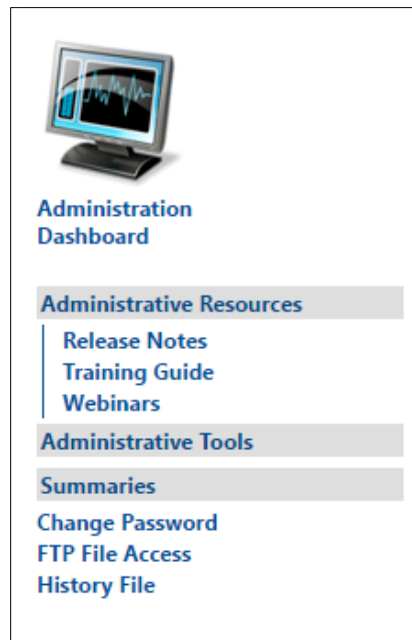 Administration
Dashboard
Administrative Resources
Release Notes
Training Guide
Webinars
Administrative Tools
Summaries
Change Password
FTP File Access
History File